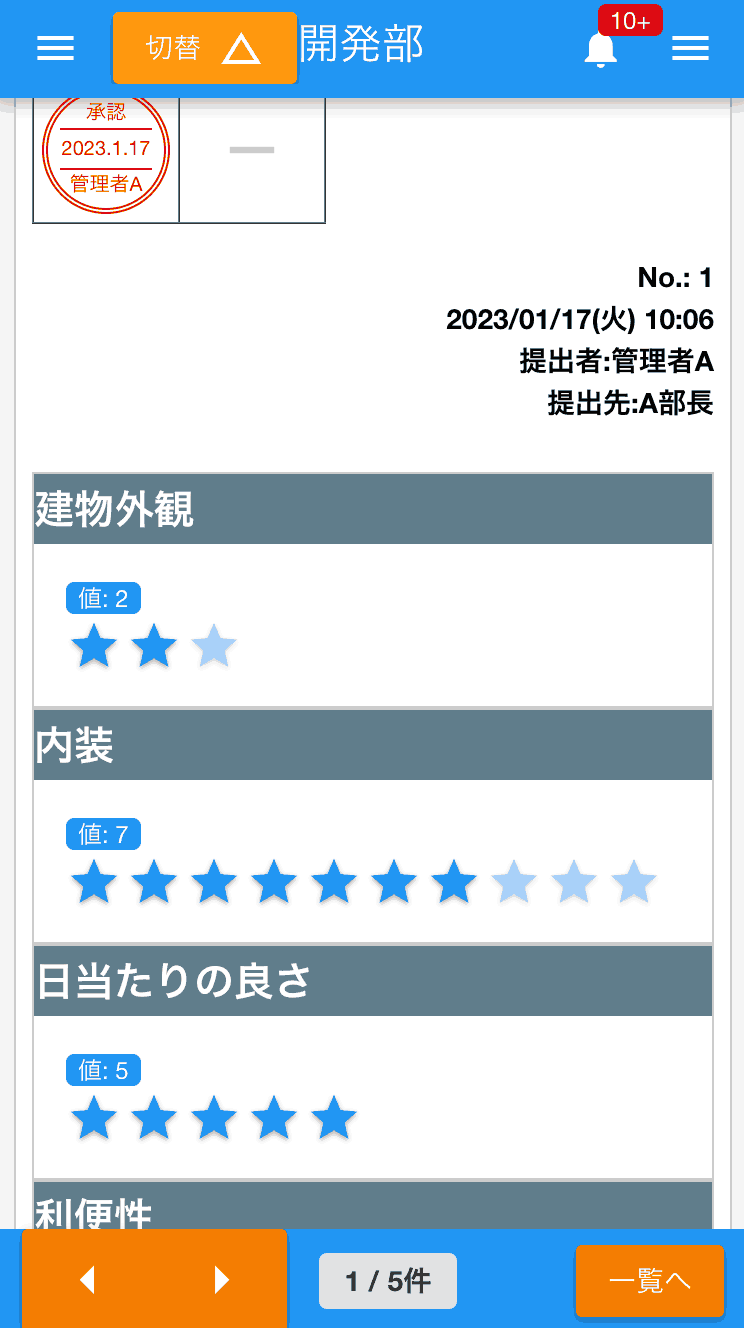 切替
開発部
10+
承認
2023.1.17
管理者A
No.: 1
2023/01/17(火) 10:06
提出者:管理者A
提出先:A部長
建物外観
値: 2
内装
値: 7
日当たりの良さ
値: 5
利便性
1 / 5件
一覧へ